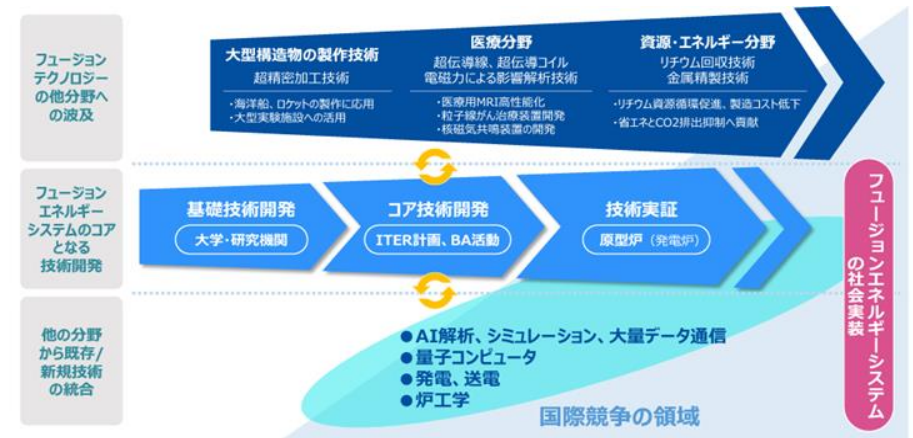 フュージョン
テクノロジー
の他分野へ
の波及
大型構造物の製作技術
超精密加工技術
・海洋船、ロケットの製作に応用
・大型実験施設への活用
医療分野
超伝導線、超伝導コイル
電磁力による影響解析技術
・医療用MRI高性能化
・粒子線がん治療装置開発
・核磁気共鳴装置の開発
資源・エネルギー分野
リチウム回収技術
金属精製技術
・リチウム資源循環促進、製造コスト低下
・省エネとCO2排出抑制へ貢献
フュージョン
エネルギー
システムのコア
となる
技術開発
基礎技術開発
大学・研究機関
コア技術開発
ITER計画、BA活動
技術実証
原型炉（発電炉）
フュージョンエネルギーシステム
の社会実装
他の分野
から既存/
新規技術
の統合
●AI解析、シミュレーション、大量データ通信
●量子コンピュータ
●発電、送電
●炉工学
国際競争の領域